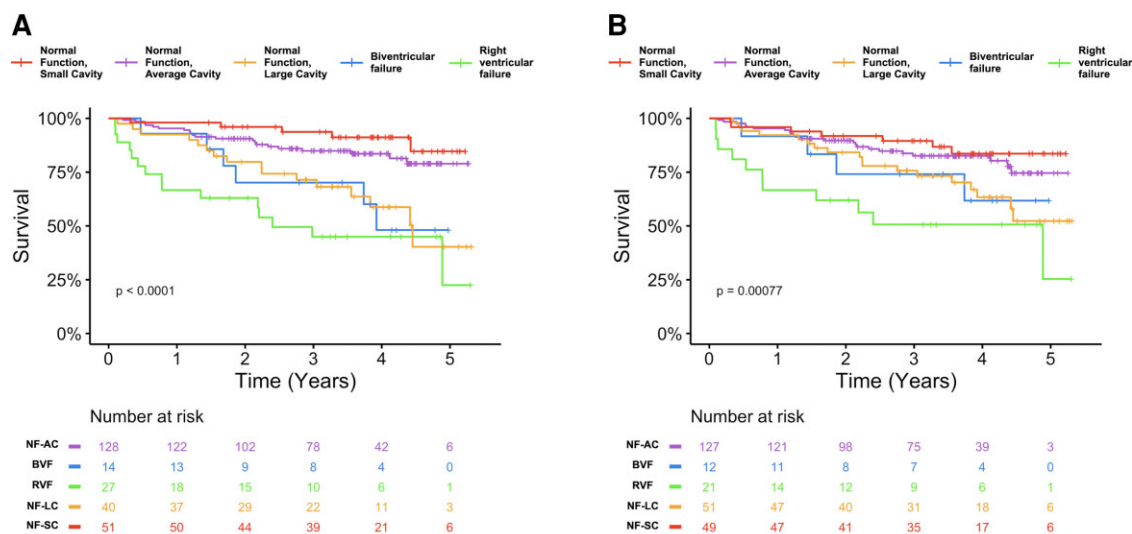 A
Normal Function, Small Cavity
Normal Function, Average Cavity
Normal Function, Large Cavity
Biventricular failure
Right ventricular failure
100%
75%
50%
25%
0%
Survival
p < 0.0001
0 1 2 3 4 5
Time (Years)
Number at risk
NF-AC 128 122 102 78 42 6
BVF 14 13 9 8 4 0
RVF 27 18 15 10 6 1
NF-LC 40 37 29 22 11 3
NF-SC 51 50 44 39 21 6
B
Normal Function, Small Cavity
Normal Function, Average Cavity
Normal Function, Large Cavity
Biventricular failure
Right ventricular failure
100%
75%
50%
25%
0%
Survival
p = 0.00077
0 1 2 3 4 5
Time (Years)
Number at risk
NF-AC 127 121 98 75 39 3
BVF 12 11 8 7 4 0
RVF 21 14 12 9 6 1
NF-LC 51 47 40 31 18 6
NF-SC 49 47 41 35 17 6